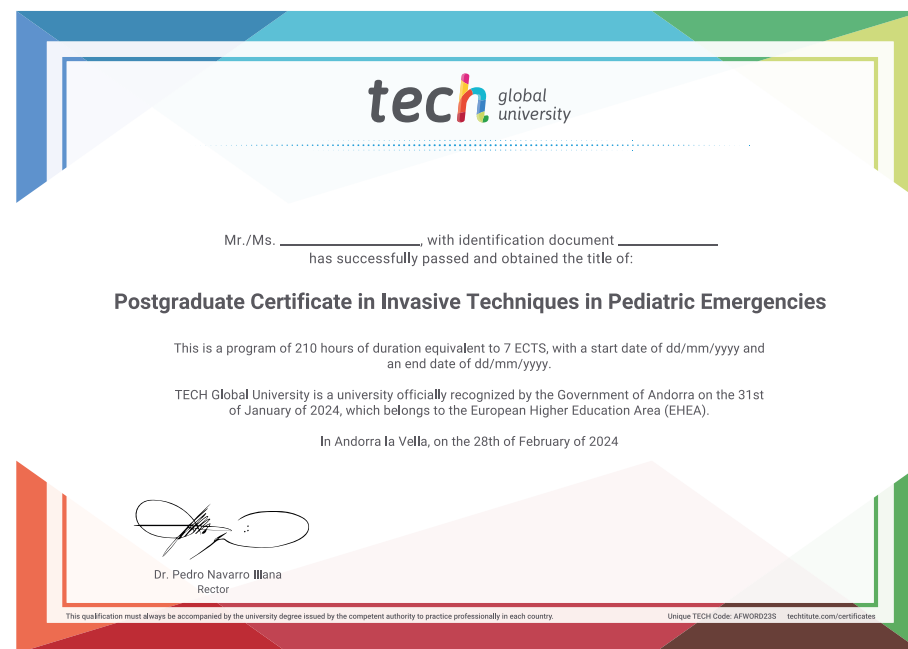 tech global
university
Mr./Ms. ____________________, with identification document ______________
has successfully passed and obtained the title of:
Postgraduate Certificate in Invasive Techniques in Pediatric Emergencies
This is a program of 210 hours of duration equivalent to 7 ECTS, with a start date of dd/mm/yyyy and
an end date of dd/mm/yyyy.
TECH Global University is a university officially recognized by the Government of Andorra on the 31st
of January of 2024, which belongs to the European Higher Education Area (EHEA).
In Andorra la Vella, on the 28th of February of 2024
Dr. Pedro Navarro Illana
Rector
This qualification must always be accompanied by the university degree issued by the competent authority to practice professionally in each country.
Unique TECH Code: AFWORD23S techtitute.com/certificates